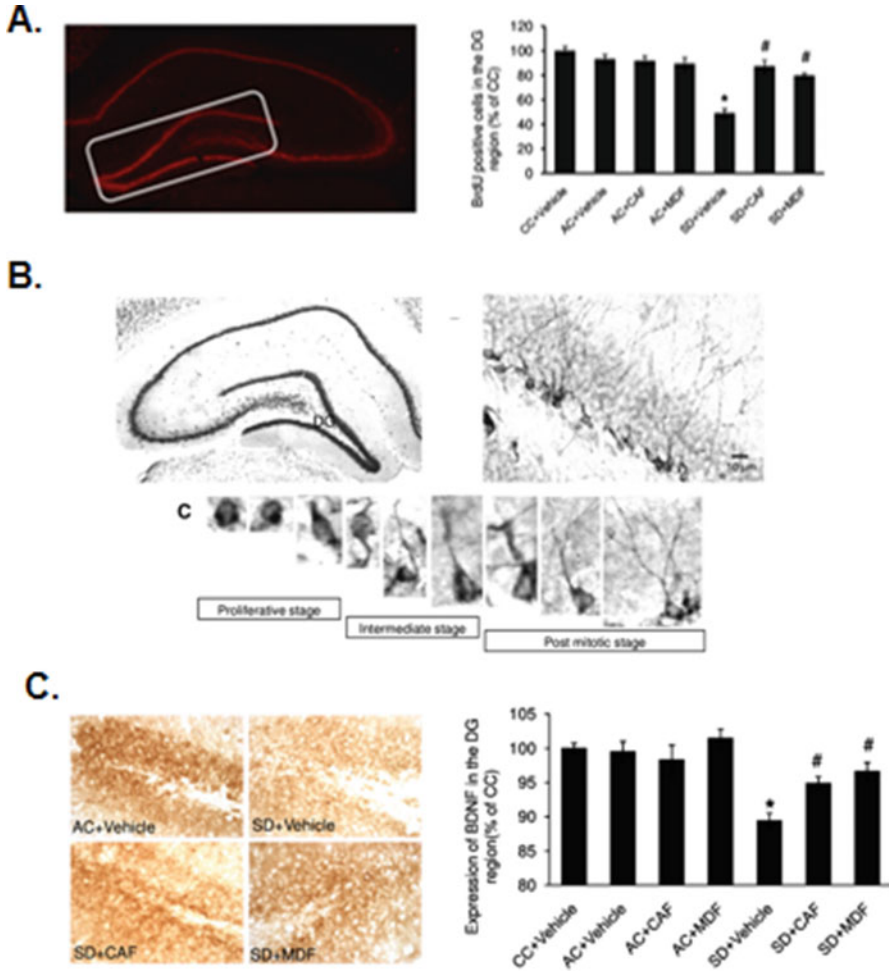 A.
BrdU positive cells in the DG
region (% of CC)
120
100
80
60
40
20
0
*
#
#
CC+Vehicle
AC+Vehicle
AC+CAF
AC+MDF
SD+Vehicle
SD+CAF
SD+MDF
B.
DG
C
Proliferative stage
Intermediate stage
Post mitotic stage
C.
AC+Vehicle
SD+Vehicle
SD+CAF
SD+MDF
Expression of BDNF in the DG
region(% of CC)
105
100
95
90
85
80
*
#
#
CC+Vehicle
AC+Vehicle
AC+CAF
AC+MDF
SD+Vehicle
SD+CAF
SD+MDF